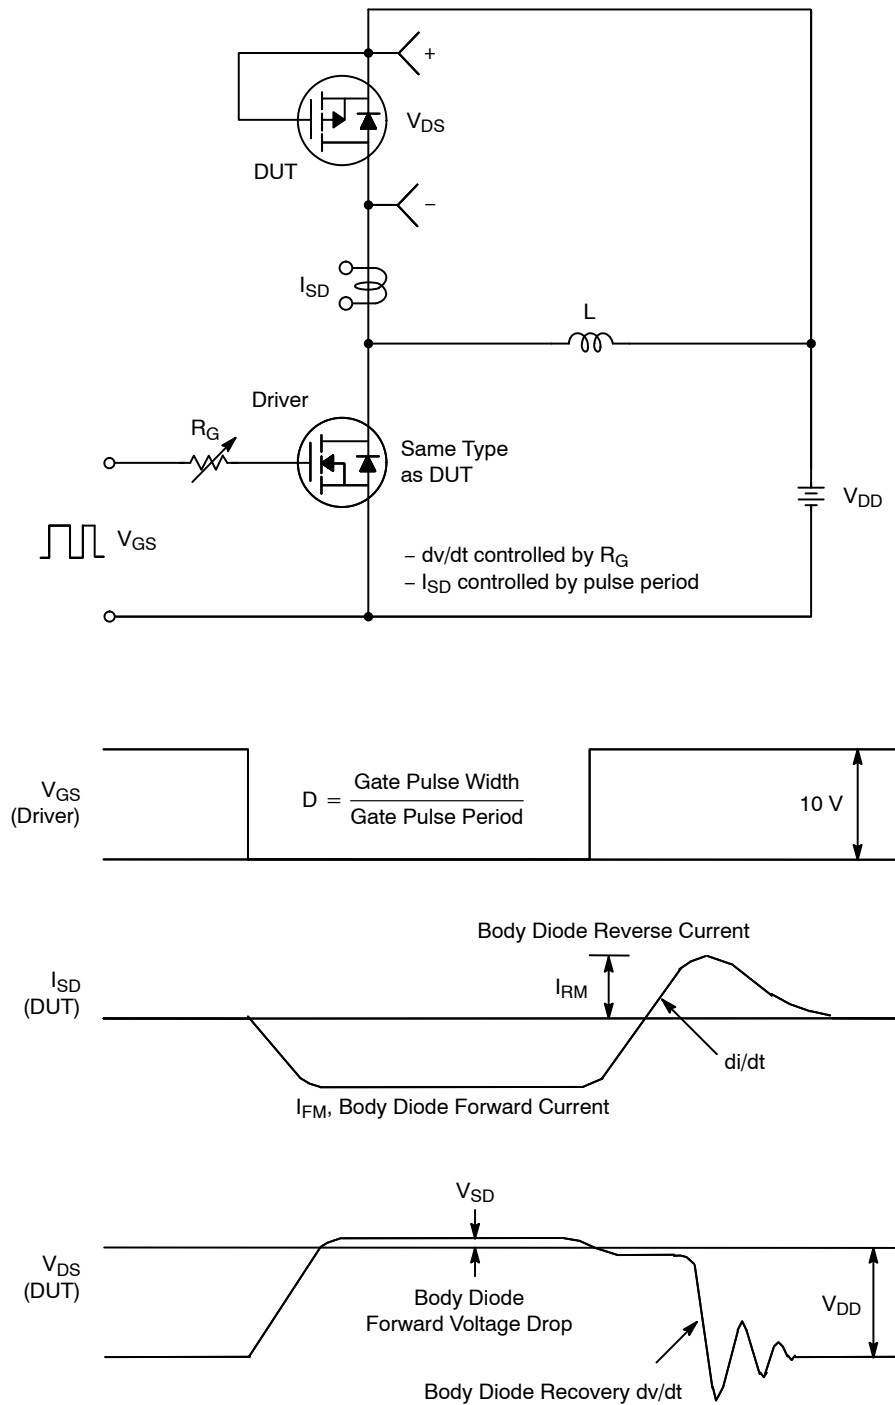 +
V_DS
DUT
−
I_SD
L
Driver
R_G
Same Type
as DUT
V_DD
V_GS
− dv/dt controlled by R_G
− I_SD controlled by pulse period
V_GS
(Driver)
D = Gate Pulse Width
Gate Pulse Period
10 V
Body Diode Reverse Current
I_SD
(DUT)
I_RM
di/dt
I_FM, Body Diode Forward Current
V_SD
V_DS
(DUT)
Body Diode
Forward Voltage Drop
V_DD
Body Diode Recovery dv/dt